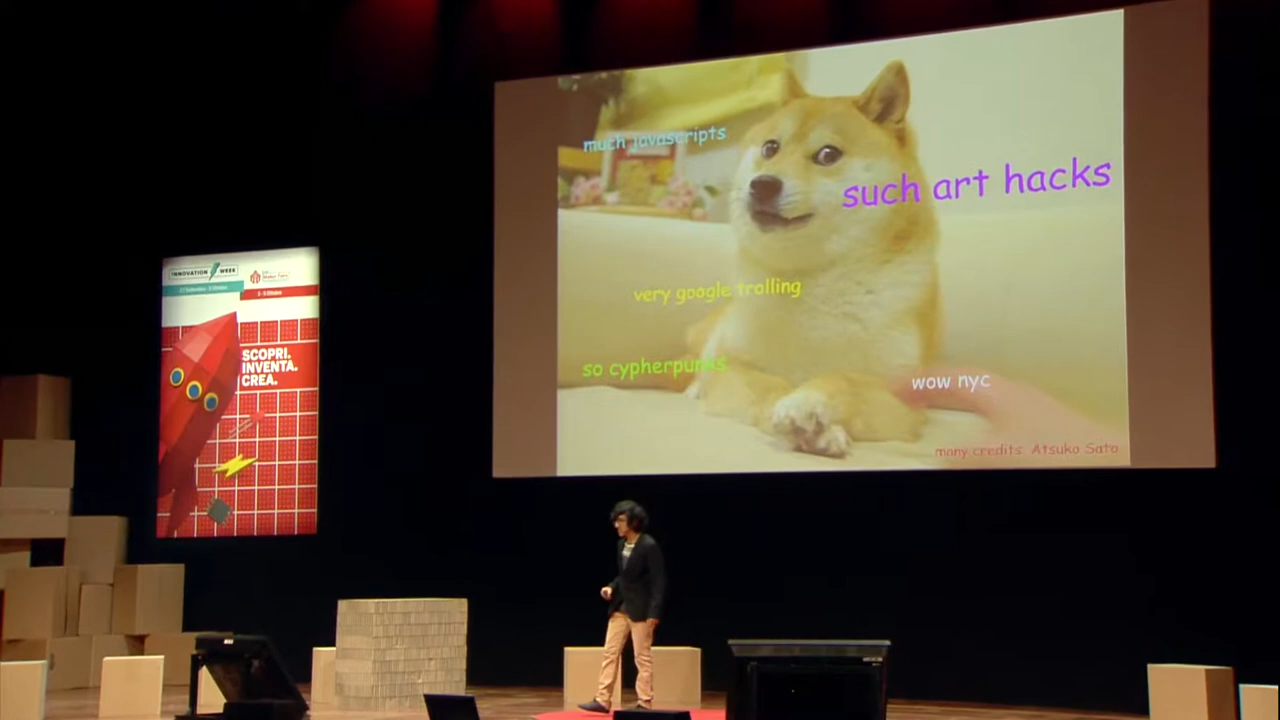 much javascripts
such art hacks
very google trolling
so cypherpunks
wow nyc
many credits: Atsuko Sato
INNOVATION WEEK
SCOPRI.
INVENTA.
CREA.